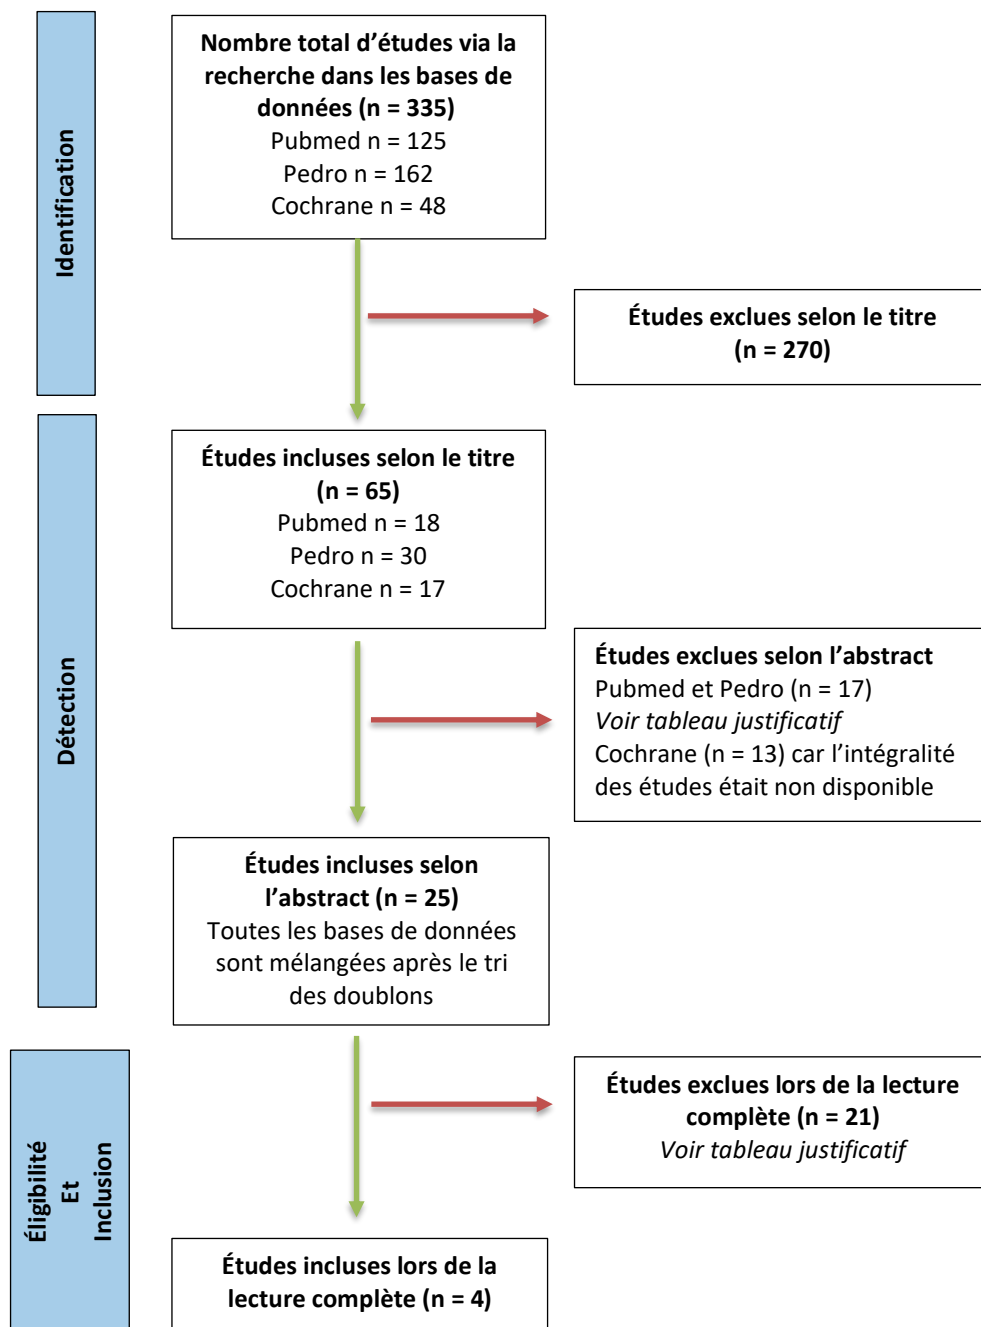 Identification
Nombre total d’études via la
recherche dans les bases de
données (n = 335)
Pubmed n = 125
Pedro n = 162
Cochrane n = 48
Études exclues selon le titre
(n = 270)
Détection
Études incluses selon le titre
(n = 65)
Pubmed n = 18
Pedro n = 30
Cochrane n = 17
Études exclues selon l’abstract
Pubmed et Pedro (n = 17)
Voir tableau justificatif
Cochrane (n = 13) car l’intégralité
des études était non disponible
Études incluses selon
l’abstract (n = 25)
Toutes les bases de données
sont mélangées après le tri
des doublons
Éligibilité
Et
Inclusion
Études exclues lors de la lecture
complète (n = 21)
Voir tableau justificatif
Études incluses lors de la
lecture complète (n = 4)